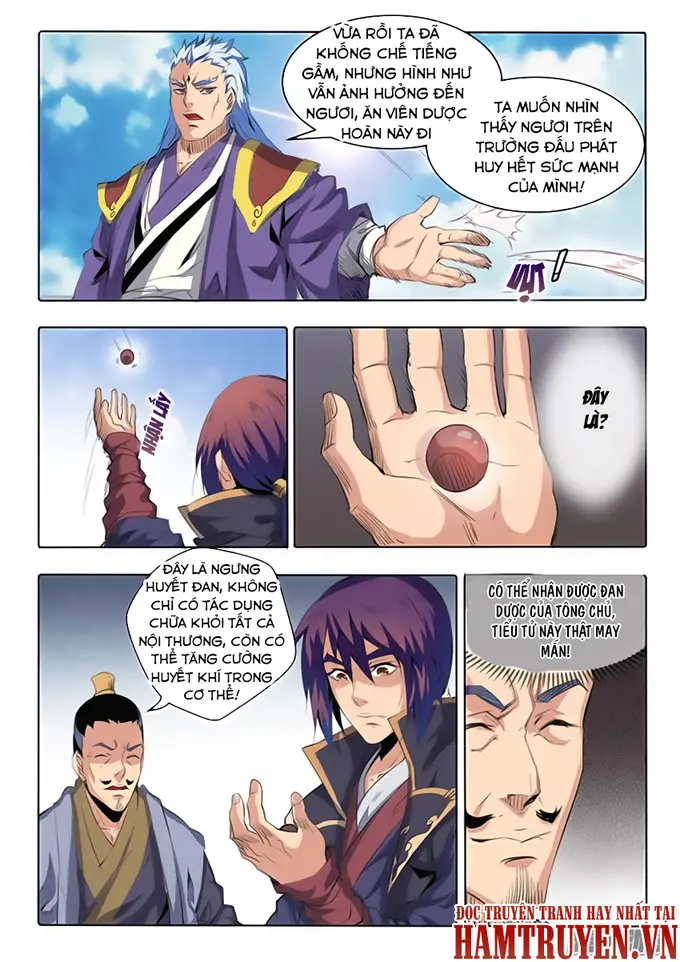 VỪA RỒI TA ĐÃ
KHỐNG CHẾ TIẾNG
GẦM, NHƯNG HÌNH NHƯ
VẪN ẢNH HƯỞNG ĐẾN
NGƯƠI, ĂN VIÊN DƯỢC
HOÀN NÀY ĐI
TA MUỐN NHÌN
THẤY NGƯƠI TRÊN
TRƯỜNG ĐẤU PHÁT
HUY HẾT SỨC MẠNH
CỦA MÌNH!
VỤT !
LẤY NHẬN
ĐÂY
LÀ?
ĐÂY LÀ NGƯNG
HUYẾT ĐAN, KHÔNG
CHỈ CÓ TÁC DỤNG
CHỮA KHỎI TẤT CẢ
NỘI THƯƠNG, CÒN CÓ
THỂ TĂNG CƯỜNG
HUYẾT KHÍ TRONG
CƠ THỂ!
CÓ THỂ NHẬN ĐƯỢC ĐAN
DƯỢC CỦA TÔNG CHỦ,
TIỂU TỬ NÀY THẬT MAY
MẮN!
ĐỌC TRUYỆN TRANH HAY NHẤT TẠI
HAMTRUYEN.VN